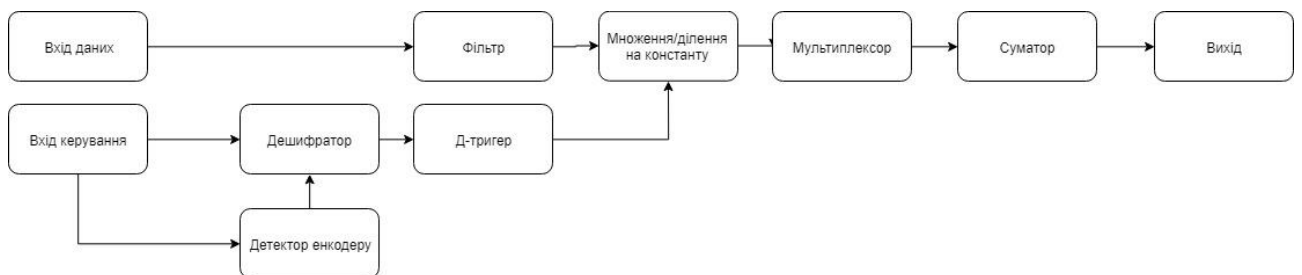 Вхід даних
Фільтр
Множення/ділення
на константу
Мультиплексор
Суматор
Вихід
Вхід керування
Дешифратор
Д-тригер
Детектор енкодеру